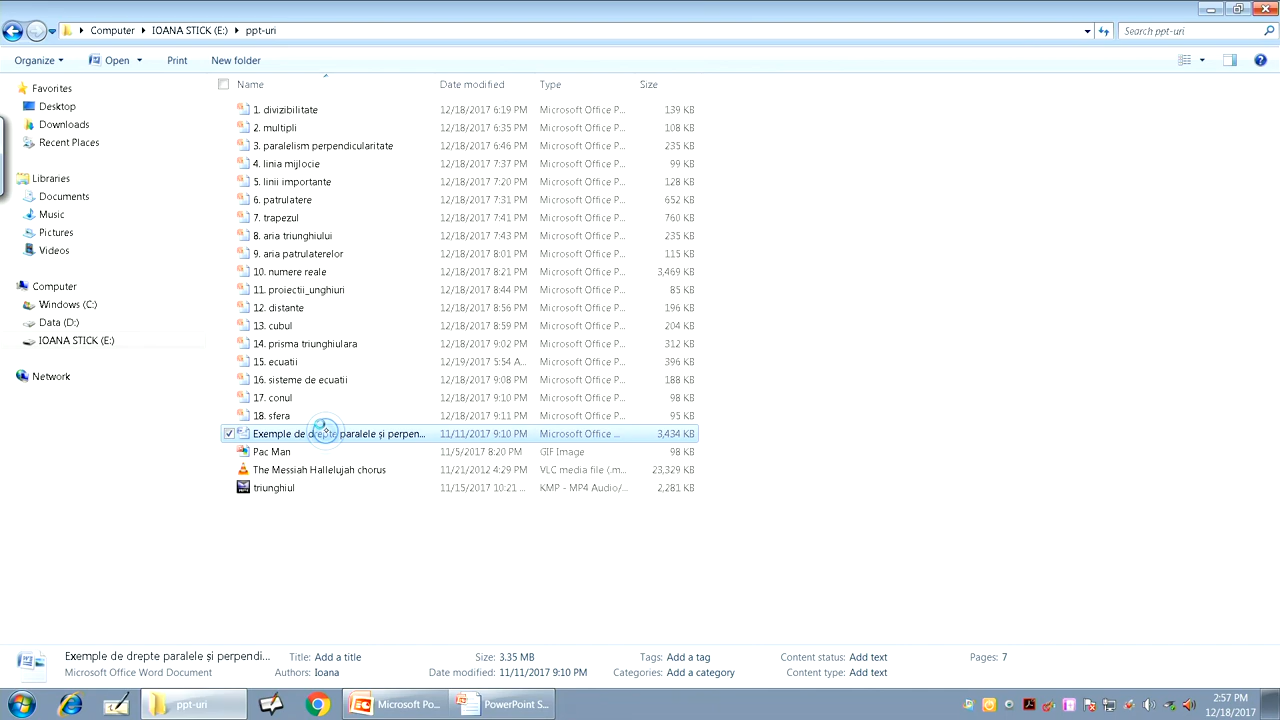 Computer IOANA STICK (E:) ppt-uri Search ppt-uri
Organize Open Print New folder
Favorites
Desktop
Downloads
Recent Places
Libraries
Documents
Music
Pictures
Videos
Computer
Windows (C:)
Data (D:)
IOANA STICK (E:)
Network
Name Date modified Type Size
1. divizibilitate 12/18/2017 6:19 PM Microsoft Office P... 139 KB
2. multipli 12/18/2017 6:35 PM Microsoft Office P... 108 KB
3. paralelism perpendicularitate 12/18/2017 6:46 PM Microsoft Office P... 235 KB
4. linia mijlocie 12/18/2017 7:37 PM Microsoft Office P... 99 KB
5. linii importante 12/18/2017 7:20 PM Microsoft Office P... 128 KB
6. patrulatere 12/18/2017 7:31 PM Microsoft Office P... 652 KB
7. trapezul 12/18/2017 7:41 PM Microsoft Office P... 760 KB
8. aria triunghiului 12/18/2017 7:43 PM Microsoft Office P... 235 KB
9. aria patrulaterelor 12/18/2017 8:01 PM Microsoft Office P... 115 KB
10. numere reale 12/18/2017 8:21 PM Microsoft Office P... 3,469 KB
11. proiectii_unghiuri 12/18/2017 8:44 PM Microsoft Office P... 85 KB
12. distante 12/18/2017 8:56 PM Microsoft Office P... 196 KB
13. cubul 12/18/2017 8:59 PM Microsoft Office P... 204 KB
14. prisma triunghiulara 12/18/2017 9:02 PM Microsoft Office P... 312 KB
15. ecuatii 12/19/2017 5:54 A... Microsoft Office P... 396 KB
16. sisteme de ecuatii 12/18/2017 9:08 PM Microsoft Office P... 188 KB
17. conul 12/18/2017 9:10 PM Microsoft Office P... 98 KB
18. sfera 12/18/2017 9:11 PM Microsoft Office P... 95 KB
Exemple de drepte paralele și perpen... 11/11/2017 9:10 PM Microsoft Office ... 3,434 KB
Pac Man 11/5/2017 8:20 PM GIF Image 98 KB
The Messiah Hallelujah chorus 11/21/2012 4:29 PM VLC media file (.m... 23,329 KB
triunghiul 11/15/2017 10:21 ... KMP - MP4 Audio/... 2,281 KB
Exemple de drepte paralele și perpendi... Title: Add a title Size: 3.35 MB Tags: Add a tag Content status: Add text Pages: 7
Microsoft Office Word Document Authors: Ioana Date modified: 11/11/2017 9:10 PM Categories: Add a category Content type: Add text
ppt-uri Microsoft Po... PowerPoint S... 2:57 PM
12/18/2017